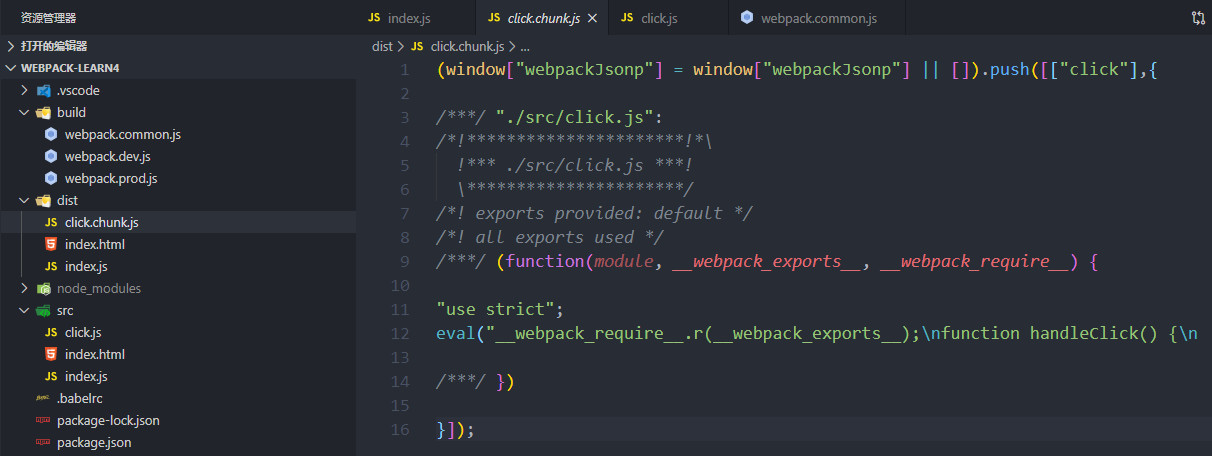 资源管理器
打开的编辑器
WEBPACK-LEARN4
.vscode
build
webpack.common.js
webpack.dev.js
webpack.prod.js
dist
JS click.chunk.js
index.html
JS index.js
node_modules
src
JS click.js
index.html
JS index.js
.babelrc
package-lock.json
package.json
JS index.js JS click.chunk.js JS click.js webpack.common.js
dist > JS click.chunk.js > ...
1 (window["webpackJsonp"] = window["webpackJsonp"] || []).push([["click"],{
2
3 /***/ "./src/click.js":
4 /*!**********************!*\
5   !*** ./src/click.js ***!
6   \**********************/
7 /*! exports provided: default */
8 /*! all exports used */
9 /***/ (function(module, __webpack_exports__, __webpack_require__) {
10
11 "use strict";
12 eval("__webpack_require__.r(__webpack_exports__);\nfunction handleClick() {\n
13
14 /***/ })
15
16 }]);